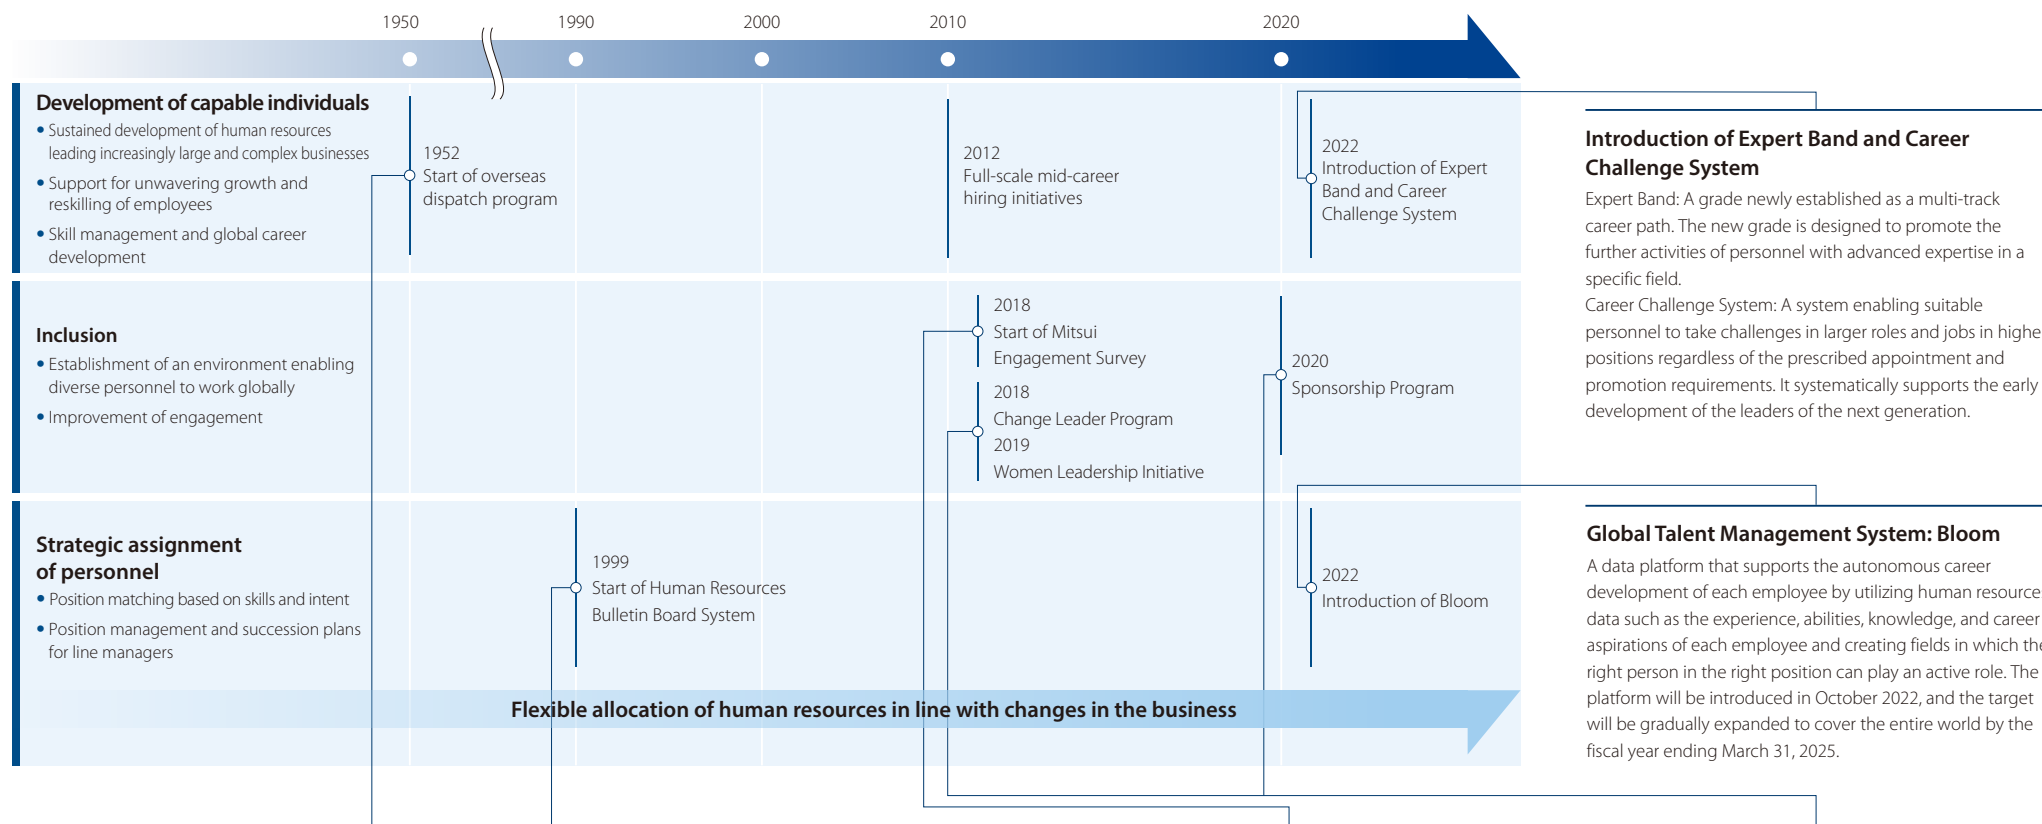 1950
1990
2000
2010
2020
Development of capable individuals
• Sustained development of human resources
leading increasingly large and complex businesses
• Support for unwavering growth and
reskilling of employees
• Skill management and global career
development
1952
Start of overseas
dispatch program
2012
Full-scale mid-career
hiring initiatives
2022
Introduction of Expert
Band and Career
Challenge System
Inclusion
• Establishment of an environment enabling
diverse personnel to work globally
• Improvement of engagement
2018
Start of Mitsui
Engagement Survey
2018
Change Leader Program
2019
Women Leadership Initiative
2020
Sponsorship Program
Strategic assignment
of personnel
• Position matching based on skills and intent
• Position management and succession plans
for line managers
1999
Start of Human Resources
Bulletin Board System
2022
Introduction of Bloom
Flexible allocation of human resources in line with changes in the business
Introduction of Expert Band and Career
Challenge System
Expert Band: A grade newly established as a multi-track
career path. The new grade is designed to promote the
further activities of personnel with advanced expertise in a
specific field.
Career Challenge System: A system enabling suitable
personnel to take challenges in larger roles and jobs in highe
positions regardless of the prescribed appointment and
promotion requirements. It systematically supports the early
development of the leaders of the next generation.
Global Talent Management System: Bloom
A data platform that supports the autonomous career
development of each employee by utilizing human resource
data such as the experience, abilities, knowledge, and career
aspirations of each employee and creating fields in which the
right person in the right position can play an active role. The
platform will be introduced in October 2022, and the target
will be gradually expanded to cover the entire world by the
fiscal year ending March 31, 2025.